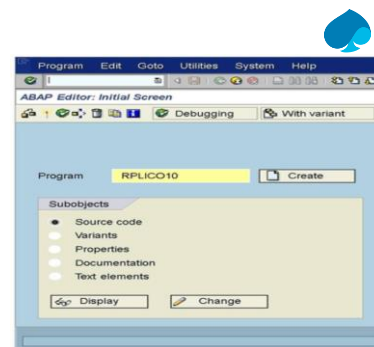 Program Edit Goto Utilities System Help
ABAP Editor: Initial Screen
Debugging With variant
Program RPLICO10 Create
Subobjects
Source code
Variants
Properties
Documentation
Text elements
Display Change